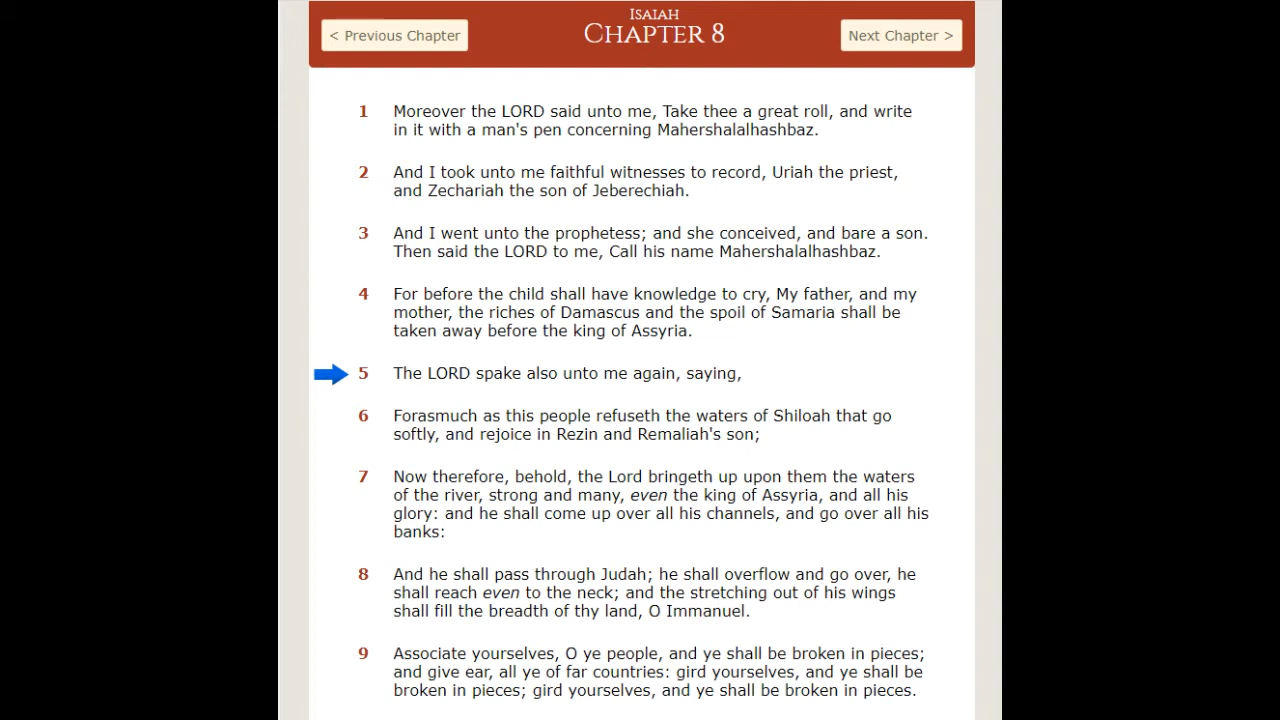 ISAIAH
< Previous Chapter
CHAPTER 8
Next Chapter >
1 Moreover the LORD said unto me, Take thee a great roll, and write
in it with a man's pen concerning Mahershalalhashbaz.
2 And I took unto me faithful witnesses to record, Uriah the priest,
and Zechariah the son of Jeberechiah.
3 And I went unto the prophetess; and she conceived, and bare a son.
Then said the LORD to me, Call his name Mahershalalhashbaz.
4 For before the child shall have knowledge to cry, My father, and my
mother, the riches of Damascus and the spoil of Samaria shall be
taken away before the king of Assyria.
5 The LORD spake also unto me again, saying,
6 Forasmuch as this people refuseth the waters of Shiloah that go
softly, and rejoice in Rezin and Remaliah's son;
7 Now therefore, behold, the Lord bringeth up upon them the waters
of the river, strong and many, even the king of Assyria, and all his
glory: and he shall come up over all his channels, and go over all his
banks:
8 And he shall pass through Judah; he shall overflow and go over, he
shall reach even to the neck; and the stretching out of his wings
shall fill the breadth of thy land, O Immanuel.
9 Associate yourselves, O ye people, and ye shall be broken in pieces;
and give ear, all ye of far countries: gird yourselves, and ye shall be
broken in pieces; gird yourselves, and ye shall be broken in pieces.